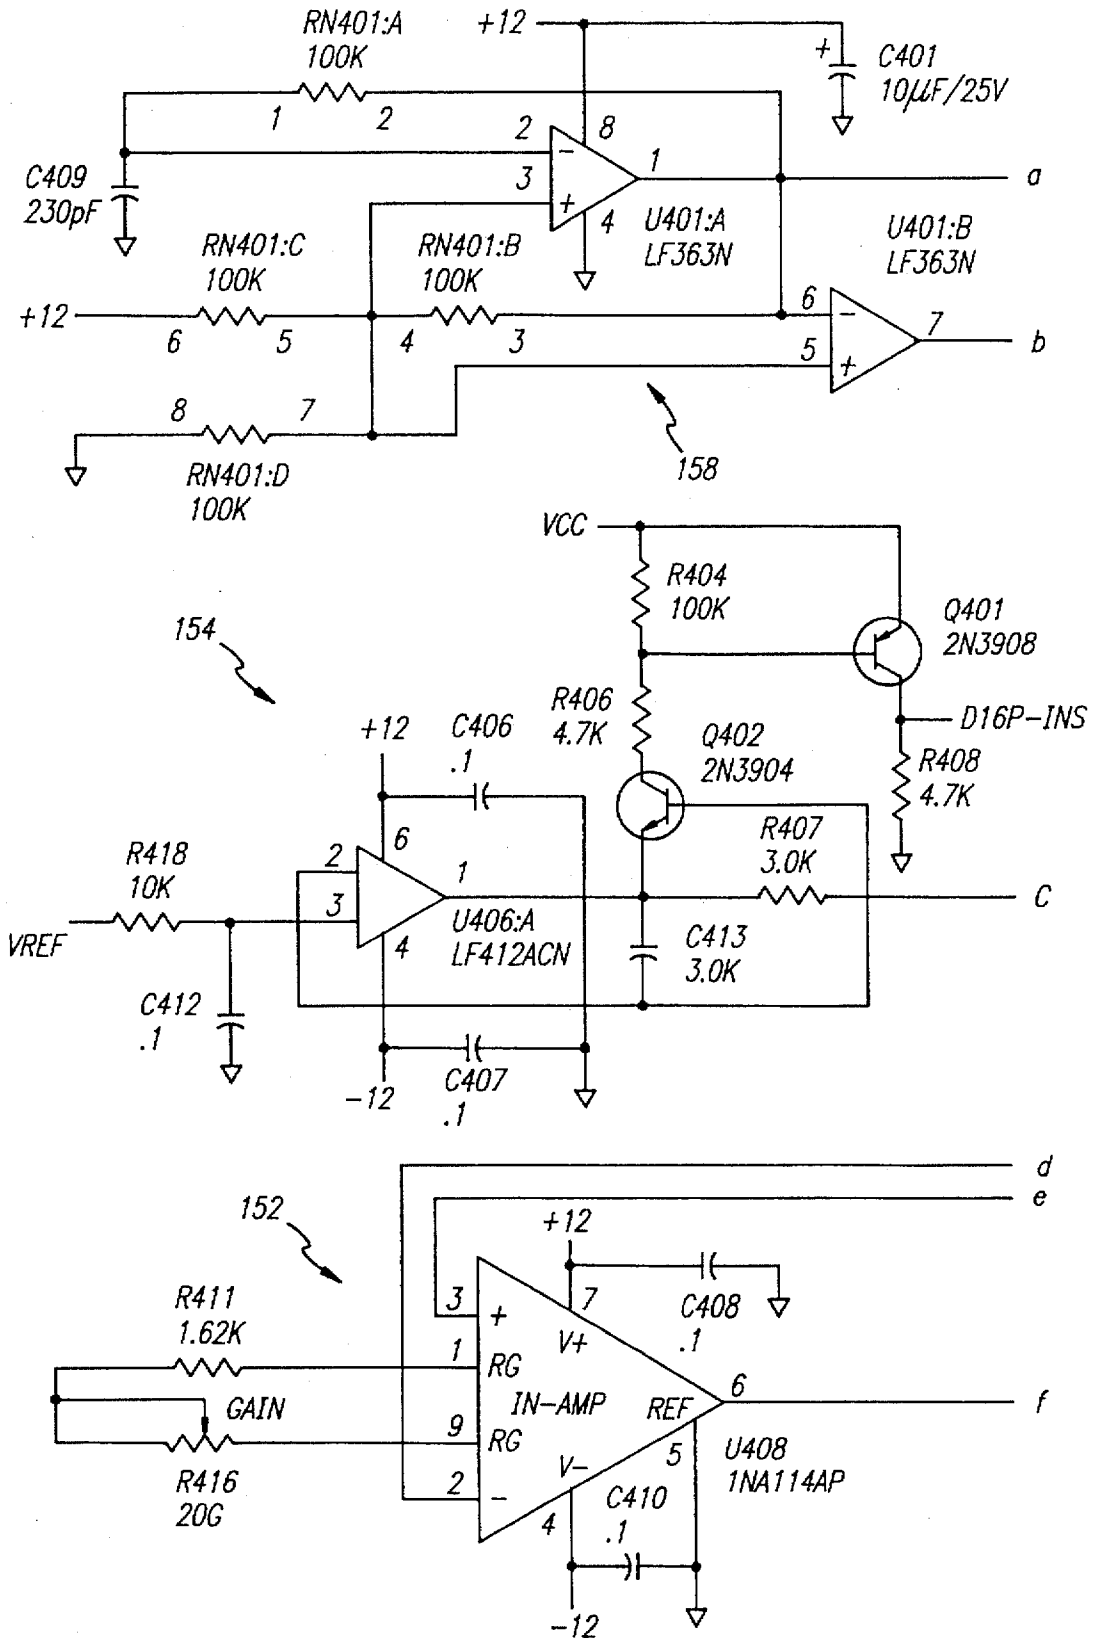 RN401:A
100K
+12
+
C401
10µF/25V
1
2
2
8
1
3
4
C409
230pF
a
U401:A
LF363N
U401:B
LF363N
RN401:C
100K
RN401:B
100K
+12
6
5
4
3
6
5
7
b
8
7
RN401:D
100K
158
VCC
R404
100K
Q401
2N3908
154
R406
4.7K
D16P-INS
+12
C406
.1
Q402
2N3904
R408
4.7K
R407
3.0K
R418
10K
2
6
1
3
4
C
VREF
U406:A
LF412ACN
C413
3.0K
C412
.1
-12
C407
.1
d
e
152
+12
3
+
7
C408
.1
V+
R411
1.62K
1
RG
IN-AMP
REF
6
f
GAIN
9
RG
5
U408
1NA114AP
V-
R416
20G
2
-
4
C410
.1
-12